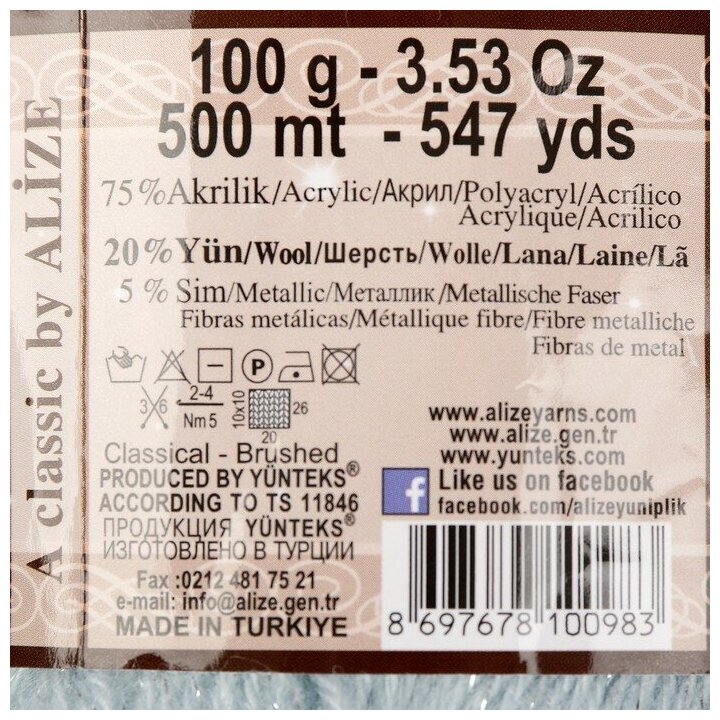 A classic by ALİZE
100 g - 3.53 Oz
500 mt - 547 yds
75 % Akrilik/Acrylic/Акрил/Polyacryl/Acrílico
Acrylique/Acrilico
20% Yün/Wool/Шерсть/Wolle/Lana/Laine/Lã
5 % Sim/Metallic/Металлик/Metallische Faser
Fibras metálicas/Métallique fibre/Fibre metalliche
Fibras de metal
P
3 6
2-4
Nm 5
10x10
26
20
Classical - Brushed
PRODUCED BY YÜNTEKS®
ACCORDING TO TS 11846
ПРОДУКЦИЯ YÜNTEKS®
ИЗГОТОВЛЕНО В ТУРЦИИ
Fax :0212 481 75 21
e-mail: info@alize.gen.tr
MADE IN TURKIYE
www.alizeyarns.com
www.alize.gen.tr
www.yunteks.com
f Like us on facebook
facebook.com/alizeyuniplik
8 697678 100983